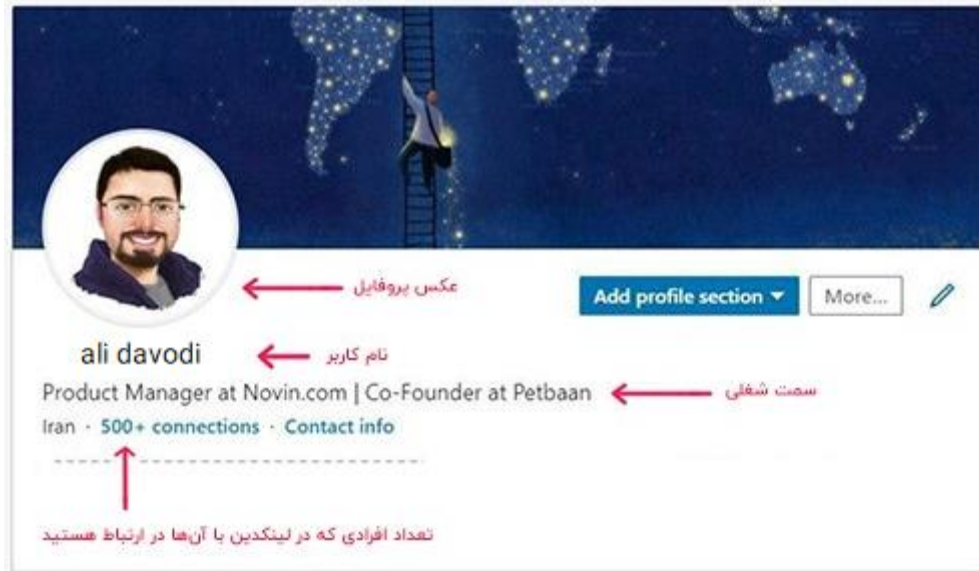 عکس پروفایل
Add profile section
More...
ali davodi
نام کاربر
Product Manager at Novin.com | Co-Founder at Petbaan
سمت شغلی
Iran · 500+ connections · Contact info
تعداد افرادی که در لینکدین با آن‌ها در ارتباط هستید